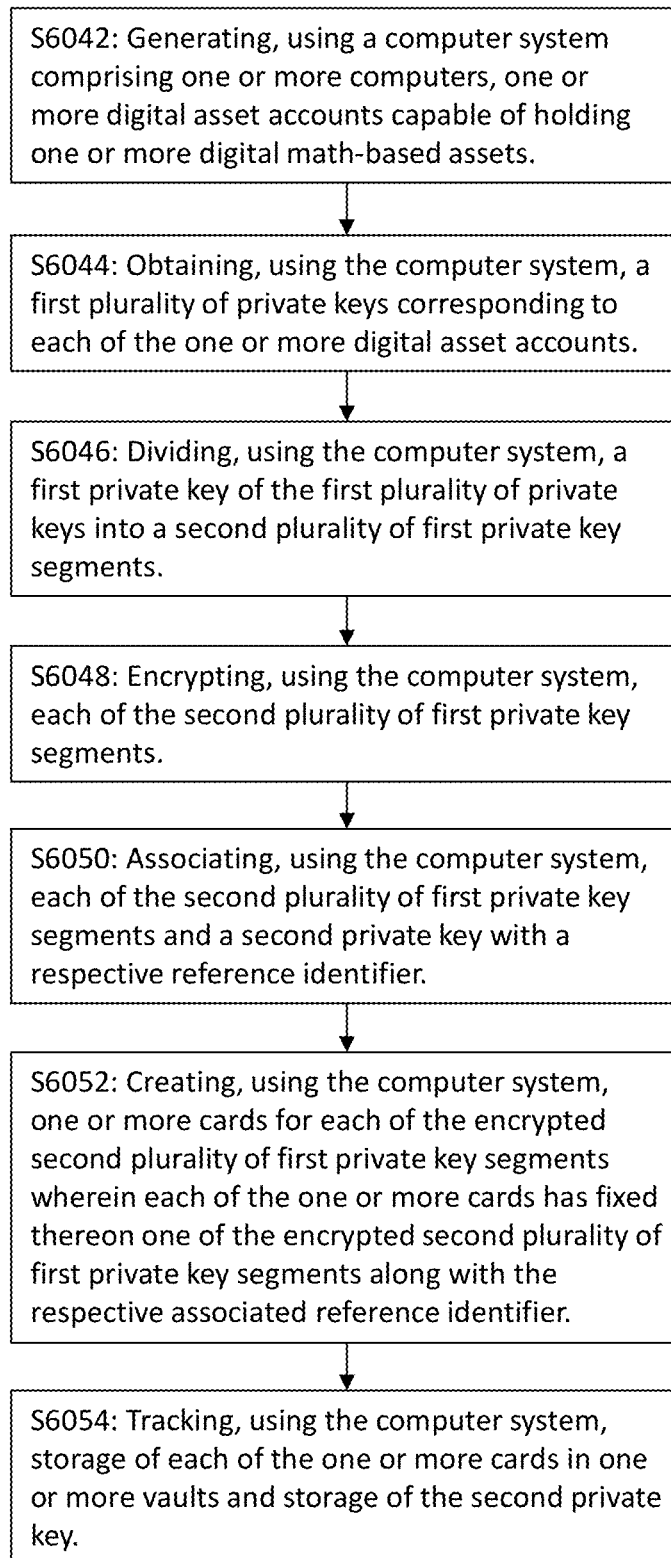 S6042: Generating, using a computer system
comprising one or more computers, one or
more digital asset accounts capable of holding
one or more digital math-based assets.
S6044: Obtaining, using the computer system, a
first plurality of private keys corresponding to
each of the one or more digital asset accounts.
S6046: Dividing, using the computer system, a
first private key of the first plurality of private
keys into a second plurality of first private key
segments.
S6048: Encrypting, using the computer system,
each of the second plurality of first private key
segments.
S6050: Associating, using the computer system,
each of the second plurality of first private key
segments and a second private key with a
respective reference identifier.
S6052: Creating, using the computer system,
one or more cards for each of the encrypted
second plurality of first private key segments
wherein each of the one or more cards has fixed
thereon one of the encrypted second plurality of
first private key segments along with the
respective associated reference identifier.
S6054: Tracking, using the computer system,
storage of each of the one or more cards in one
or more vaults and storage of the second private
key.